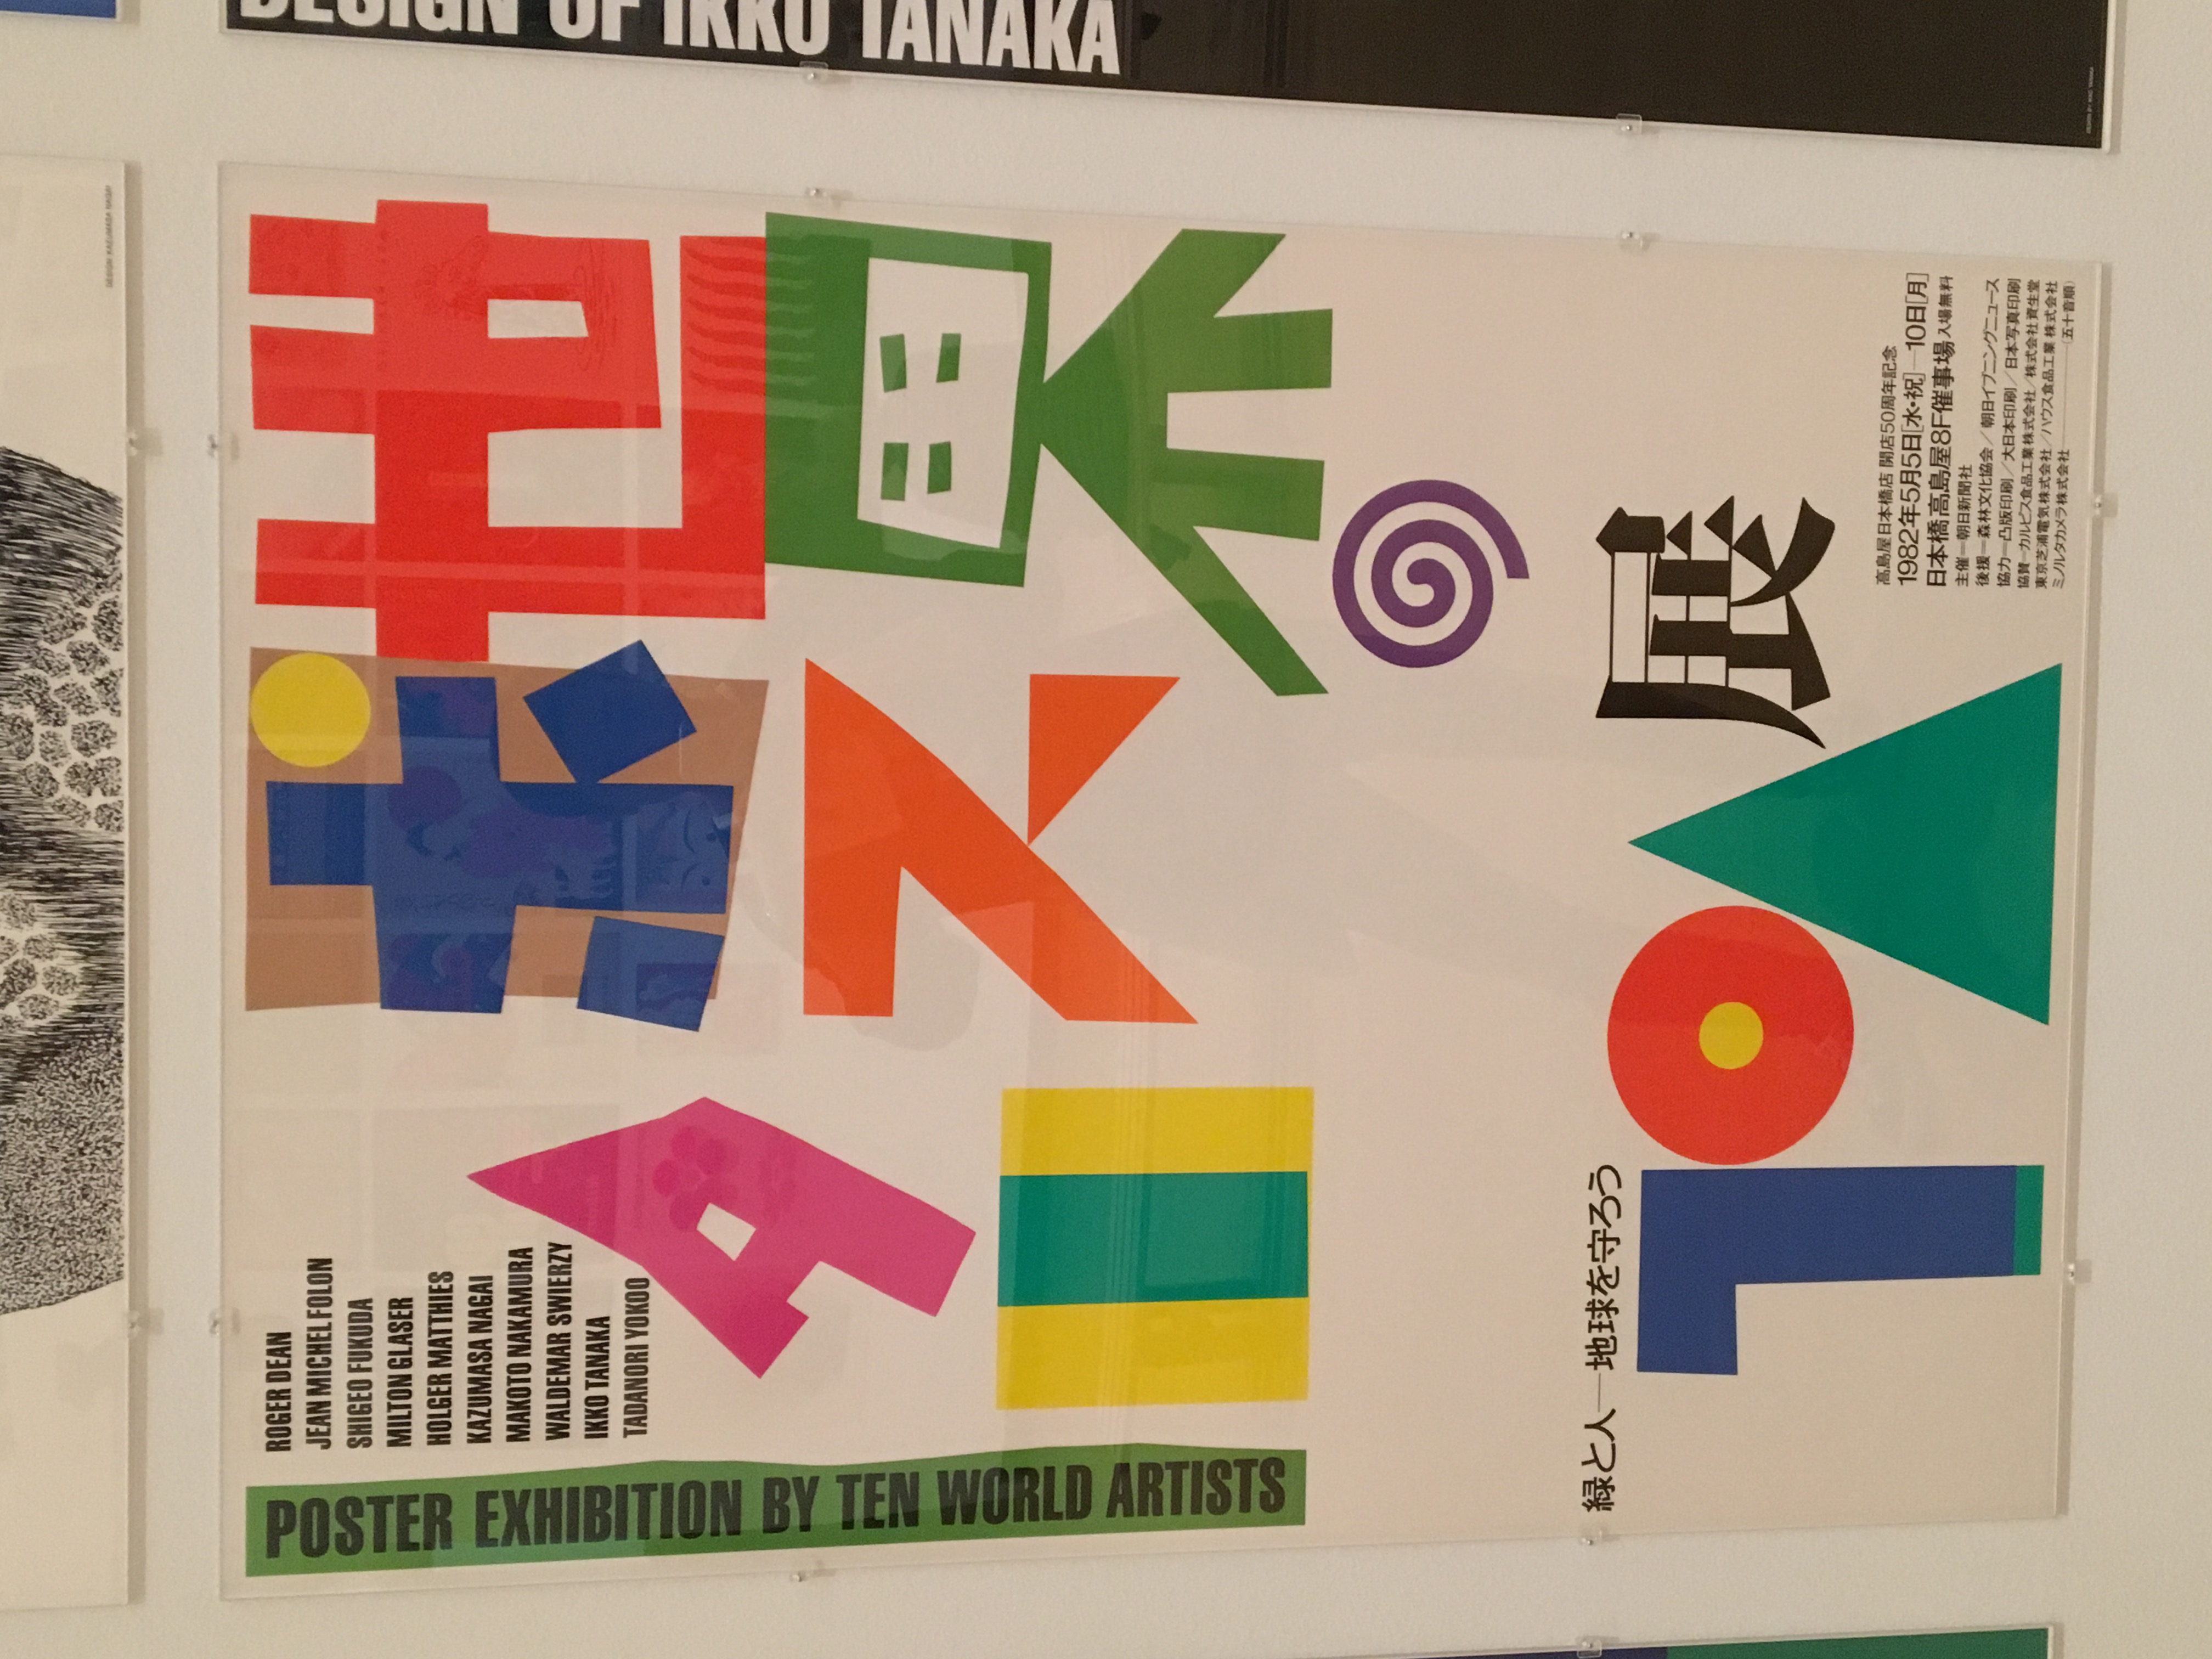 DESIGN: KAZUMASA NAGAI
POSTER EXHIBITION BY TEN WORLD ARTISTS
ROGER DEAN
JEAN MICHEL FOLON
SHIGEO FUKUDA
MILTON GLASER
HOLGER MATTHIES
KAZUMASA NAGAI
MAKOTO NAKAMURA
WALDEMAR SWIERZY
IKKO TANAKA
TADANORI YOKOO
世界の
ポスター
10人
展
緑と人—地球を守ろう
高島屋日本橋店 開店50周年記念
1982年5月5日[水・祝]—10日[月]
日本橋高島屋8F催事場 入場無料
主催=朝日新聞社
後援=森林文化協会/朝日イブニングニュース
協力=凸版印刷/大日本印刷/日本写真印刷
協賛=カルピス食品工業株式会社/株式会社資生堂
東京芝浦電気株式会社/ハウス食品工業株式会社
ミノルタカメラ株式会社—(五十音順)
DESIGN OF IKKO TANAKA
DESIGN BY IKKO TANAKA